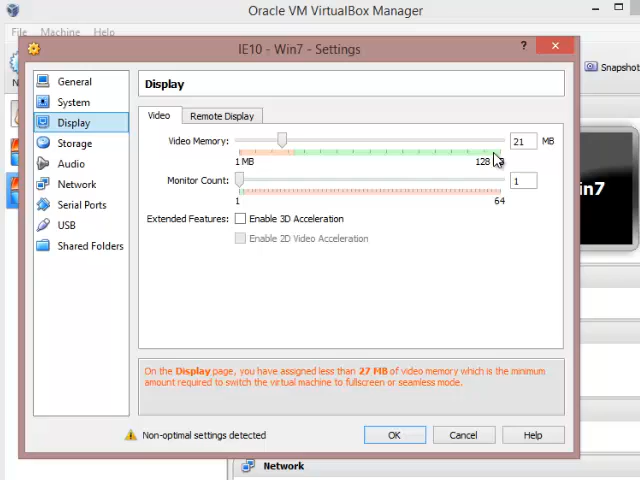 Oracle VM VirtualBox Manager
File Machine Help
IE10 - Win7 - Settings
?
Snapshot
General
System
Display
Storage
Audio
Network
Serial Ports
USB
Shared Folders
Display
Video
Remote Display
Video Memory:
21 MB
1 MB
128
Monitor Count:
1
1
64
Extended Features:
Enable 3D Acceleration
Enable 2D Video Acceleration
in7
On the Display page, you have assigned less than 27 MB of video memory which is the minimum
amount required to switch the virtual machine to fullscreen or seamless mode.
Non-optimal settings detected
OK
Cancel
Help
Network